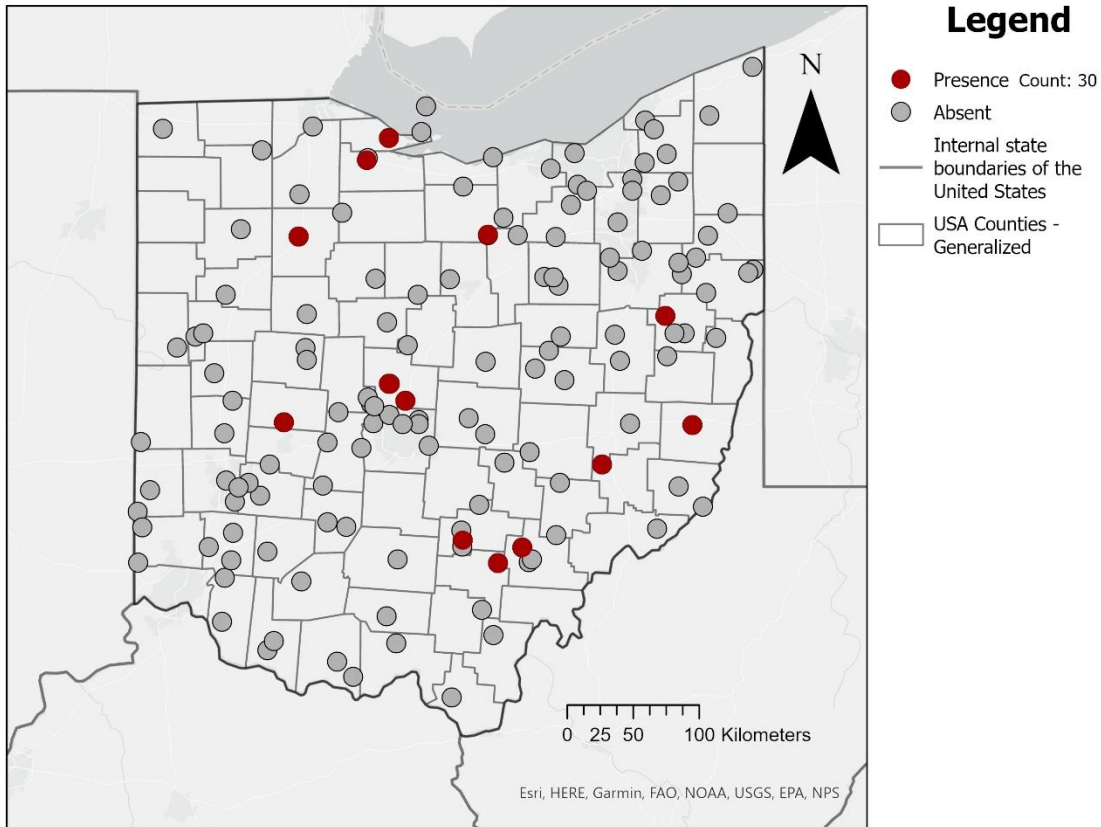 Legend
N
Presence Count: 30
Absent
Internal state
boundaries of the
United States
USA Counties -
Generalized
0 25 50 100 Kilometers
Esri, HERE, Garmin, FAO, NOAA, USGS, EPA, NPS